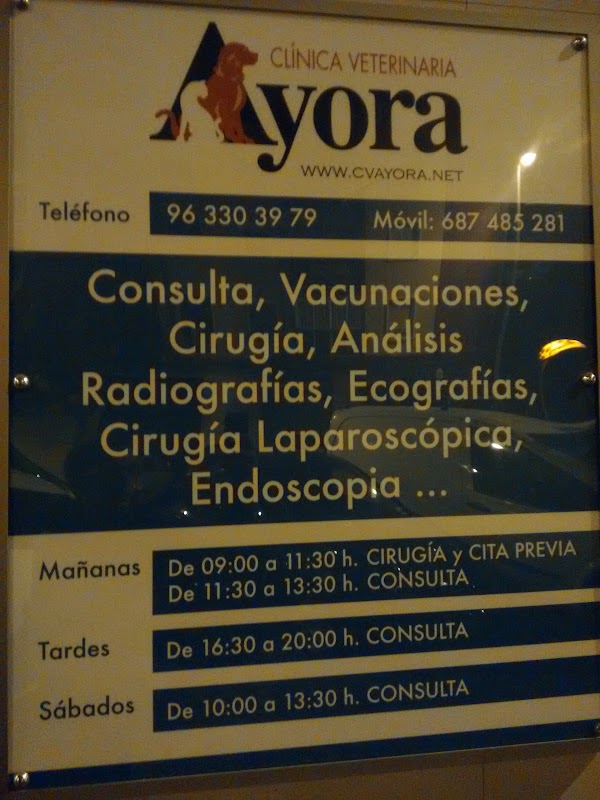 CLÍNICA VETERINARIA
Ayora
WWW.CVAYORA.NET
Teléfono 96 330 39 79 Móvil: 687 485 281
Consulta, Vacunaciones,
Cirugía, Análisis
Radiografías, Ecografías,
Cirugía Laparoscópica,
Endoscopia ...
Mañanas De 09:00 a 11:30 h. CIRUGÍA y CITA PREVIA
De 11:30 a 13:30 h. CONSULTA
Tardes De 16:30 a 20:00 h. CONSULTA
Sábados De 10:00 a 13:30 h. CONSULTA